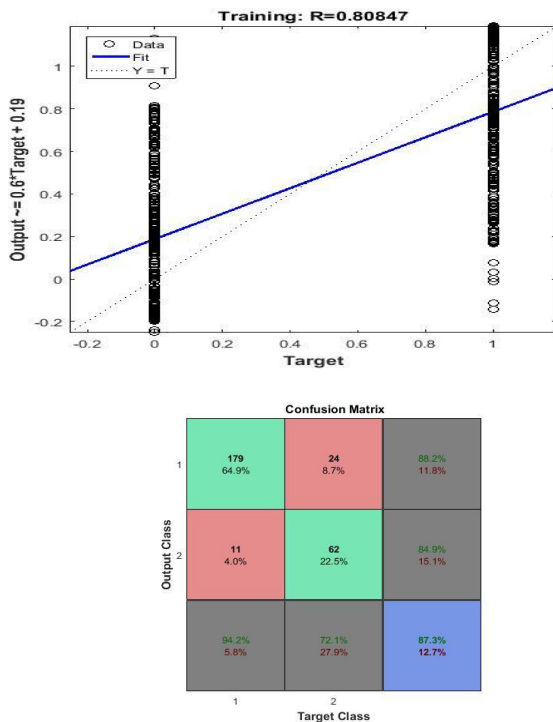 Training: R=0.80847
Data
Fit
Y = T
Output ~= 0.6*Target + 0.19
1
0.8
0.6
0.4
0.2
0
-0.2
-0.2 0 0.2 0.4 0.6 0.8 1
Target
Confusion Matrix
Output Class
1
179 24 88.2%
64.9% 8.7% 11.8%
2
11 62 84.9%
4.0% 22.5% 15.1%
94.2% 72.1% 87.3%
5.8% 27.9% 12.7%
1 2
Target Class